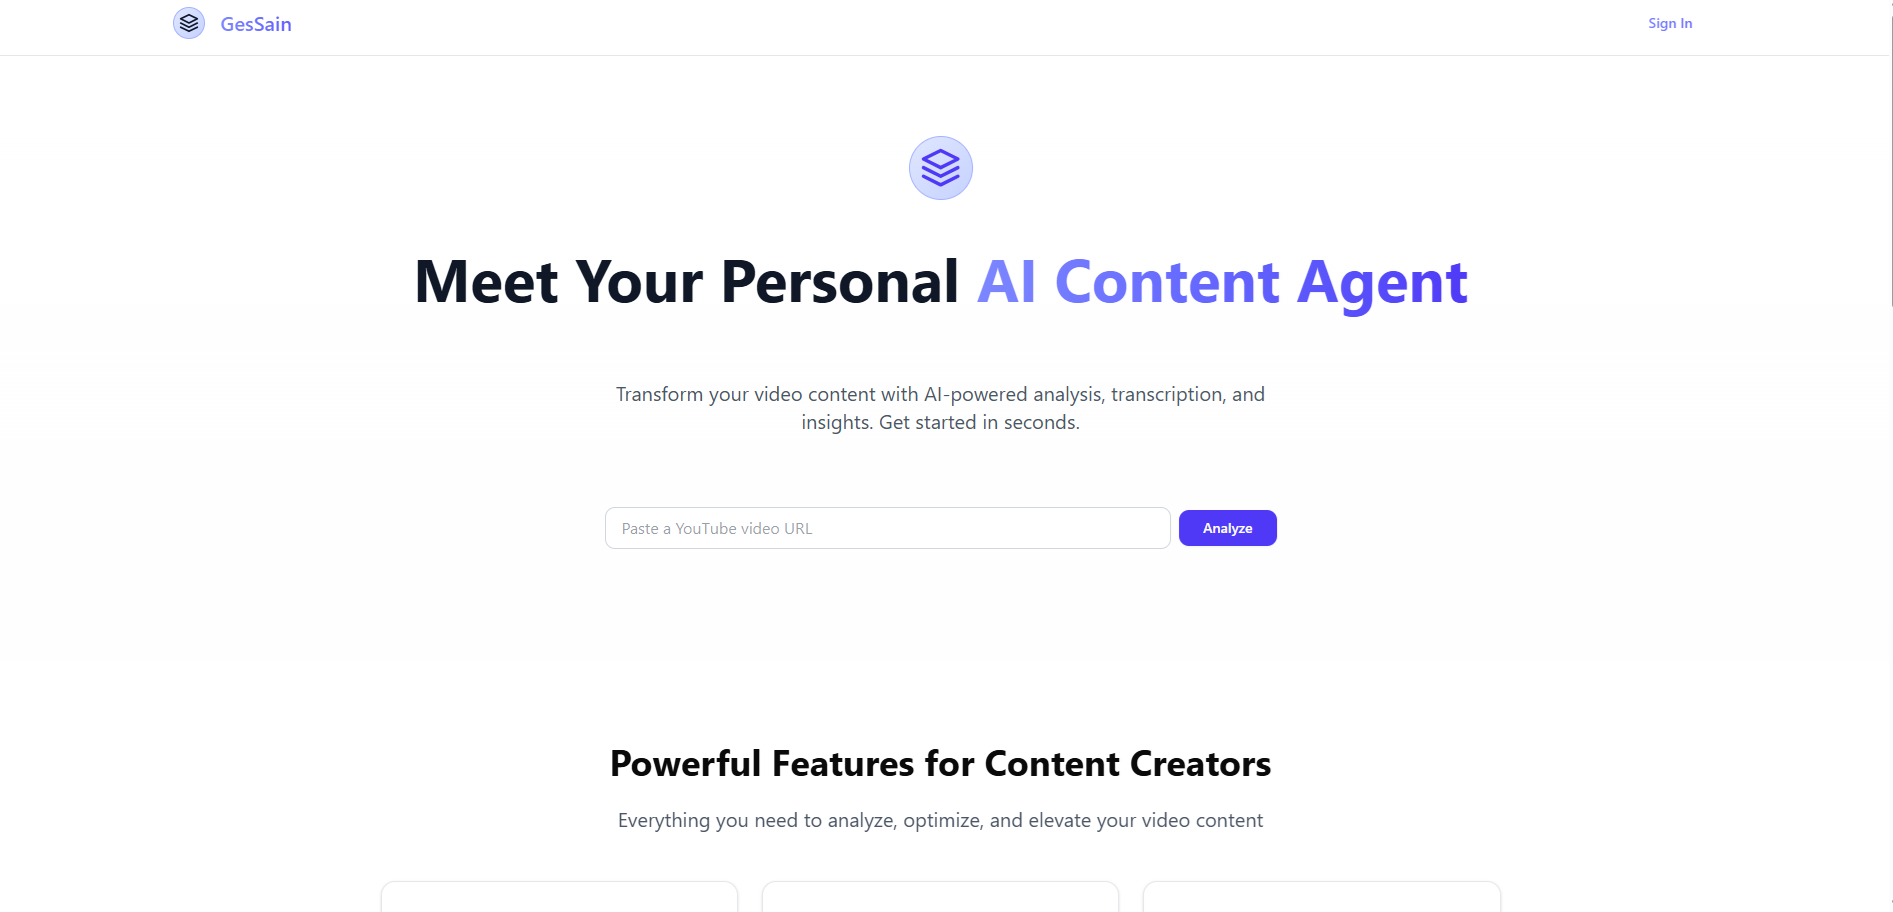 GesSain
Sign In
Meet Your Personal AI Content Agent
Transform your video content with AI-powered analysis, transcription, and
insights. Get started in seconds.
Paste a YouTube video URL
Analyze
Powerful Features for Content Creators
Everything you need to analyze, optimize, and elevate your video content